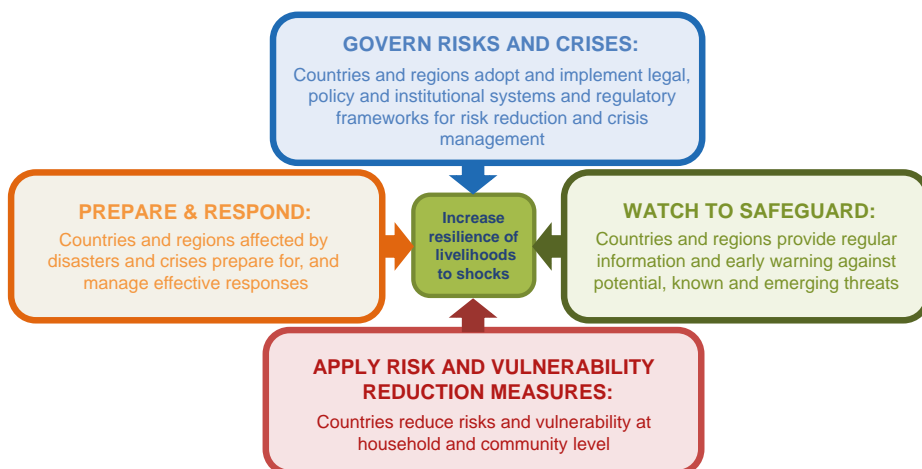 GOVERN RISKS AND CRISES:
Countries and regions adopt and implement legal,
policy and institutional systems and regulatory
frameworks for risk reduction and crisis
management
PREPARE & RESPOND:
Countries and regions affected by
disasters and crises prepare for, and
manage effective responses
Increase
resilience of
livelihoods
to shocks
WATCH TO SAFEGUARD:
Countries and regions provide regular
information and early warning against
potential, known and emerging threats
APPLY RISK AND VULNERABILITY
REDUCTION MEASURES:
Countries reduce risks and vulnerability at
household and community level